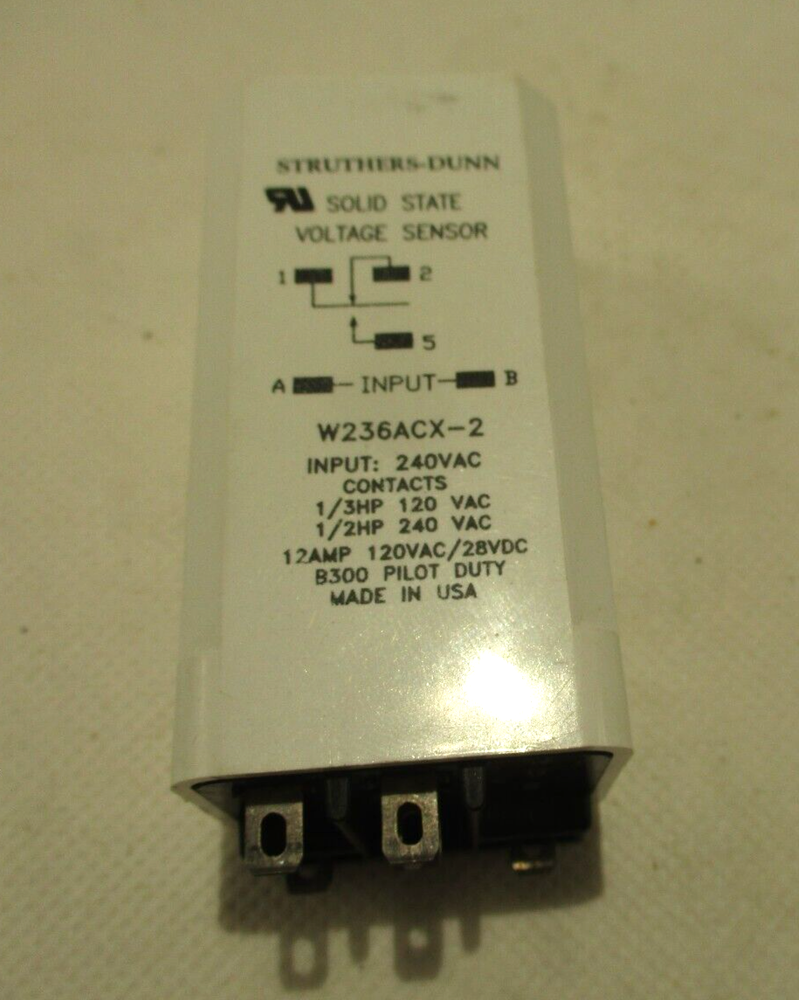 STRUTHERS-DUNN
RU SOLID STATE
VOLTAGE SENSOR
1 2
5
A INPUT B
W236ACX-2
INPUT: 240VAC
CONTACTS
1/3HP 120 VAC
1/2HP 240 VAC
12AMP 120VAC/28VDC
B300 PILOT DUTY
MADE IN USA